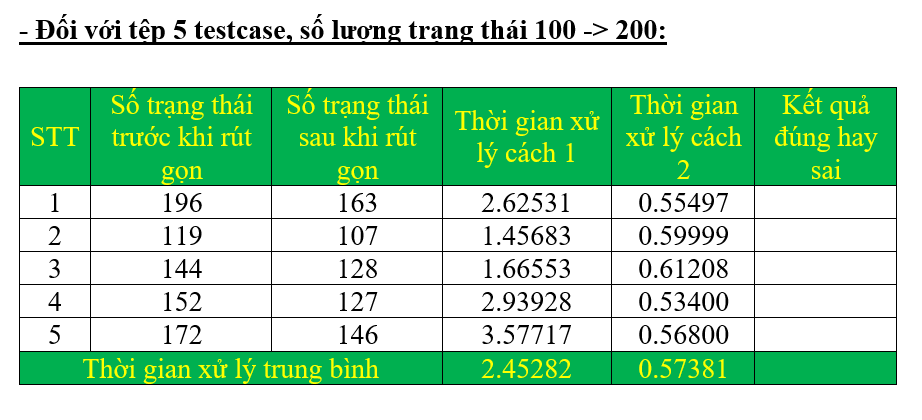 - Đối với tệp 5 testcase, số lượng trạng thái 100 -> 200:
STT Số trạng thái trước khi rút gọn Số trạng thái sau khi rút gọn Thời gian xử lý cách 1 Thời gian xử lý cách 2 Kết quả đúng hay sai
1 196 163 2.62531 0.55497
2 119 107 1.45683 0.59999
3 144 128 1.66553 0.61208
4 152 127 2.93928 0.53400
5 172 146 3.57717 0.56800
Thời gian xử lý trung bình 2.45282 0.57381